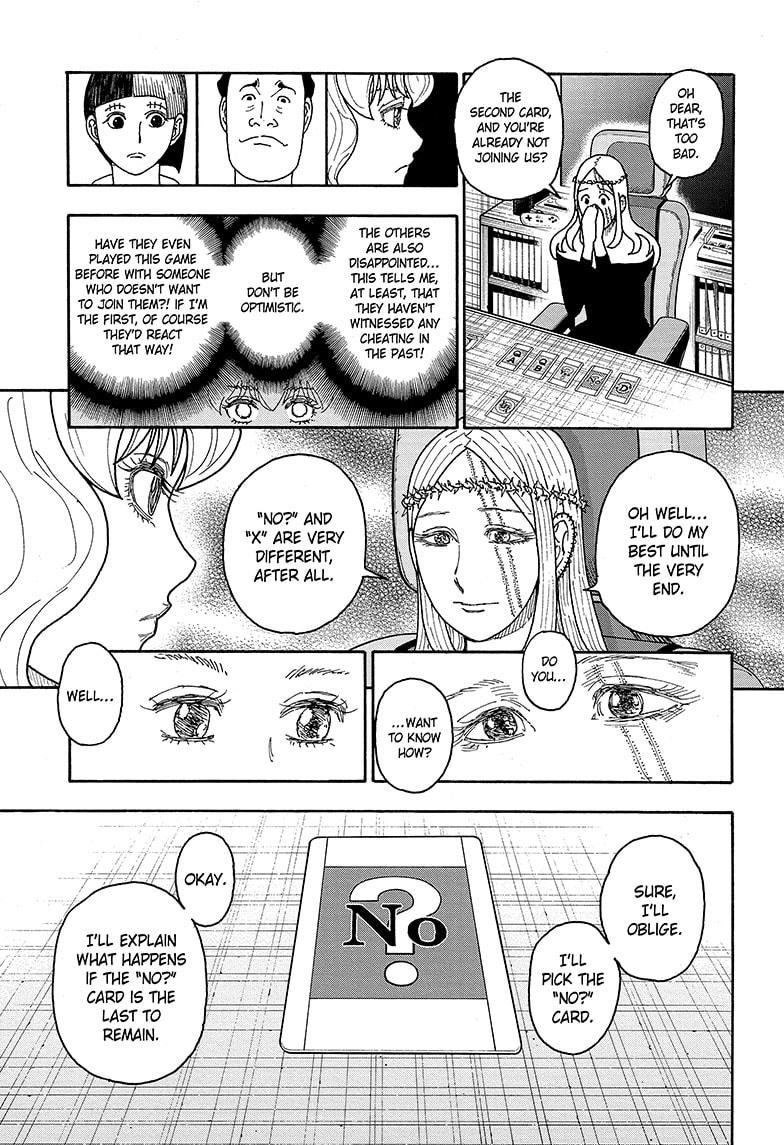 OH
DEAR,
THAT'S
TOO
BAD.
THE
SECOND CARD,
AND YOU'RE
ALREADY NOT
JOINING US?
THE OTHERS
ARE ALSO
DISAPPOINTED...
THIS TELLS ME,
AT LEAST, THAT
THEY HAVEN'T
WITNESSED ANY
CHEATING IN
THE PAST!
BUT
DON'T BE
OPTIMISTIC.
HAVE THEY EVEN
PLAYED THIS GAME
BEFORE WITH SOMEONE
WHO DOESN'T WANT
TO JOIN THEM?! IF I'M
THE FIRST, OF COURSE
THEY'D REACT
THAT WAY!
OH WELL...
I'LL DO MY
BEST UNTIL
THE VERY
END.
"NO?" AND
"X" ARE VERY
DIFFERENT,
AFTER ALL.
DO
YOU...
...WANT
TO KNOW
HOW?
WELL...
SURE,
I'LL
OBLIGE.
I'LL
PICK THE
"NO?"
CARD.
No
?
OKAY.
I'LL EXPLAIN
WHAT HAPPENS
IF THE "NO?"
CARD IS THE
LAST TO
REMAIN.